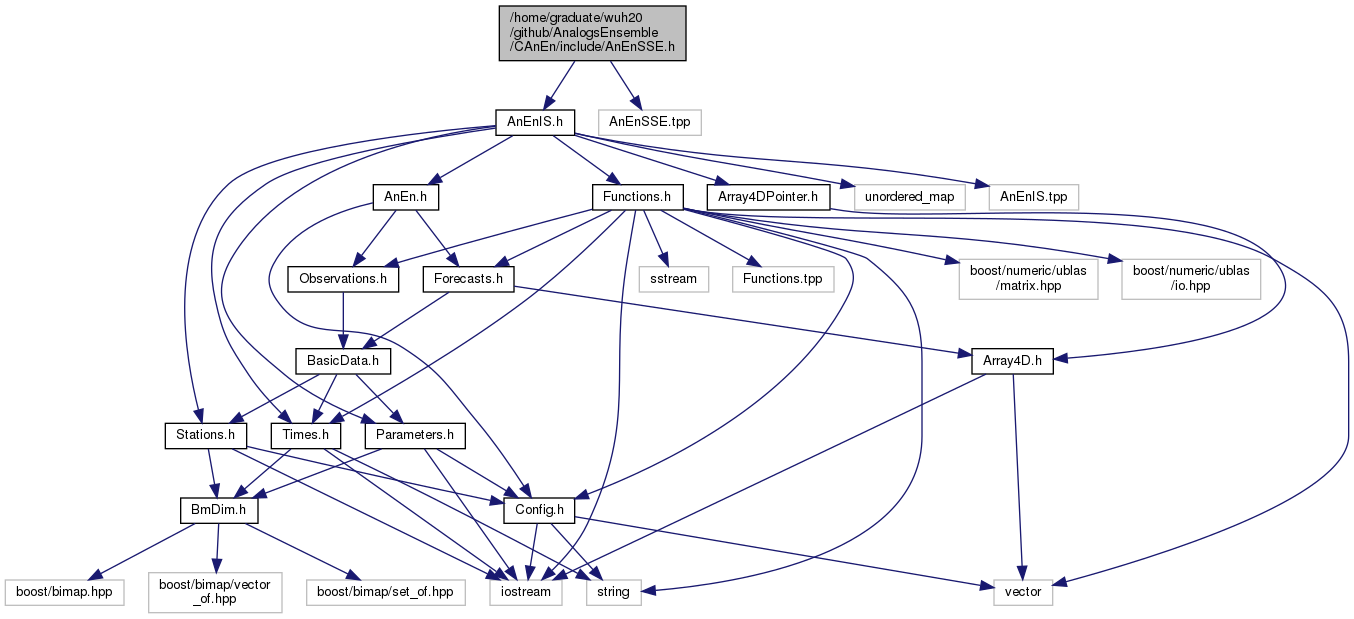 /home/graduate/wuh20
/github/AnalogsEnsemble
/CAnEn/include/AnEnSSE.h
AnEnIS.h
AnEnSSE.tpp
AnEn.h
Functions.h
Array4DPointer.h
unordered_map
AnEnIS.tpp
Observations.h
Forecasts.h
sstream
Functions.tpp
boost/numeric/ublas
/matrix.hpp
boost/numeric/ublas
/io.hpp
BasicData.h
Array4D.h
Stations.h
Times.h
Parameters.h
BmDim.h
Config.h
boost/bimap.hpp
boost/bimap/vector
_of.hpp
boost/bimap/set_of.hpp
iostream
string
vector